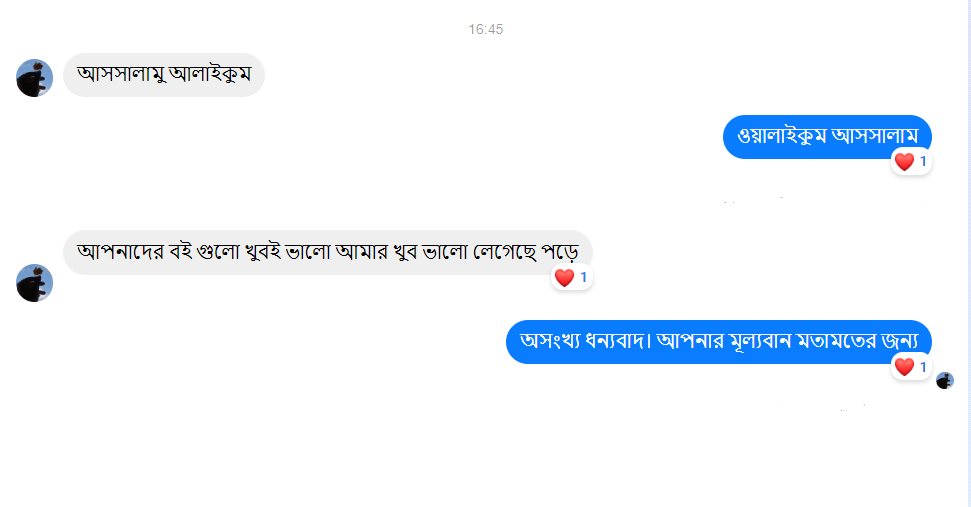 16:45
আসসালামু আলাইকুম
ওয়ালাইকুম আসসালাম
1
আপনাদের বই গুলো খুবই ভালো আমার খুব ভালো লেগেছে পড়ে
1
অসংখ্য ধন্যবাদ। আপনার মূল্যবান মতামতের জন্য
1